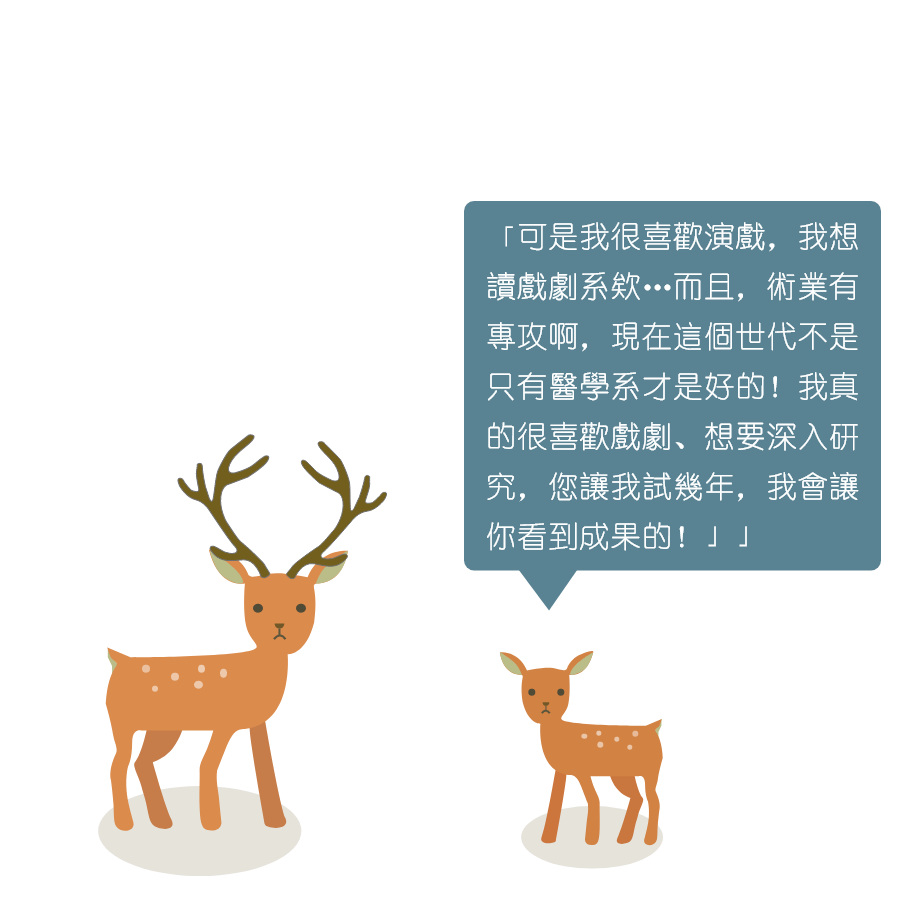 「可是我很喜歡演戲，我想
讀戲劇系欸…而且，術業有
專攻啊，現在這個世代不是
只有醫學系才是好的！我真
的很喜歡戲劇、想要深入研
究，您讓我試幾年，我會讓
你看到成果的！」」